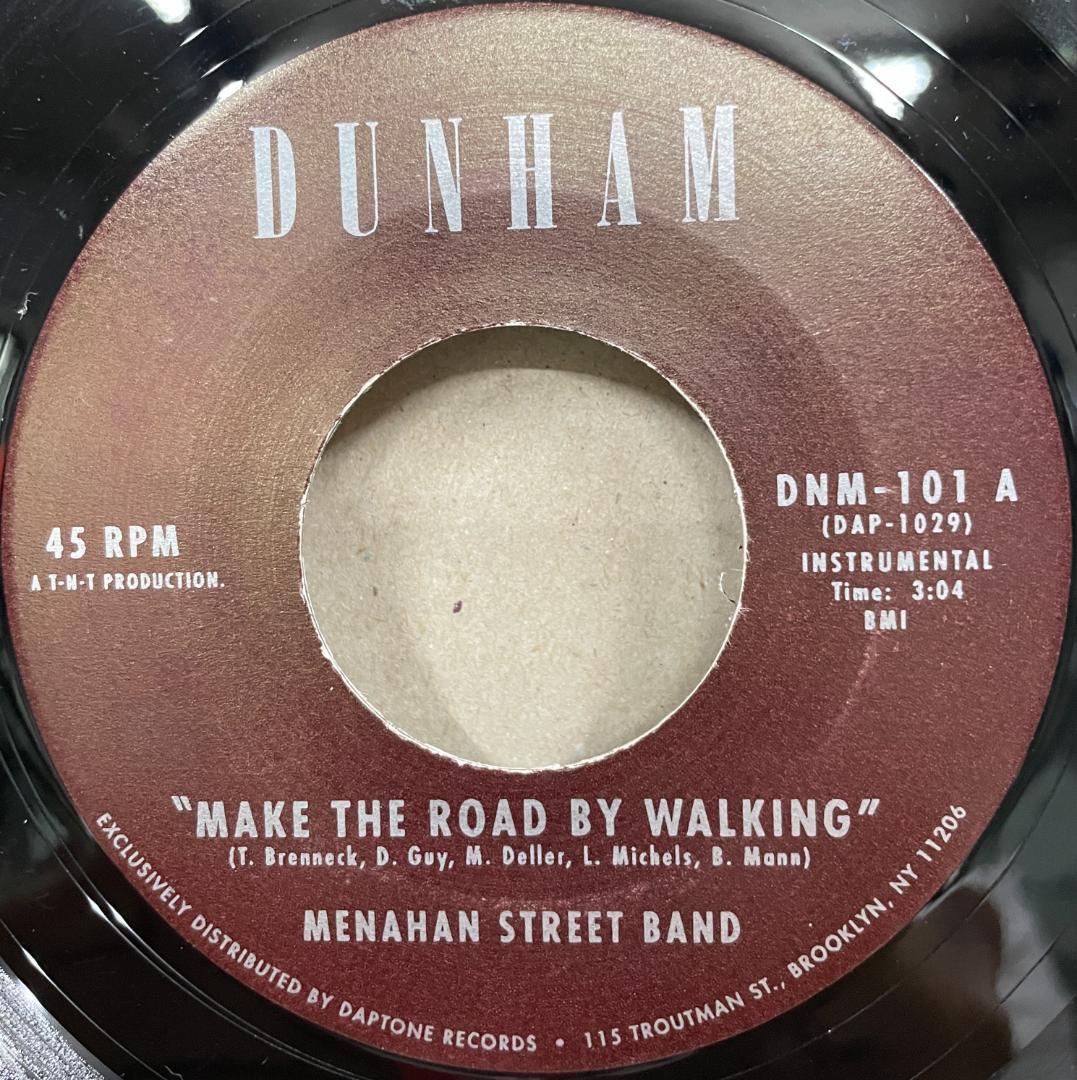 DUNHAM
45 RPM
A T-N-T PRODUCTION.
DNM-101 A
(DAP-1029)
INSTRUMENTAL
Time: 3:04
BMI
"MAKE THE ROAD BY WALKING"
(T. Brenneck, D. Guy, M. Deller, L. Michels, B. Mann)
MENAHAN STREET BAND
EXCLUSIVELY DISTRIBUTED BY DAPTONE RECORDS • 115 TROUTMAN ST., BROOKLYN, NY 11206